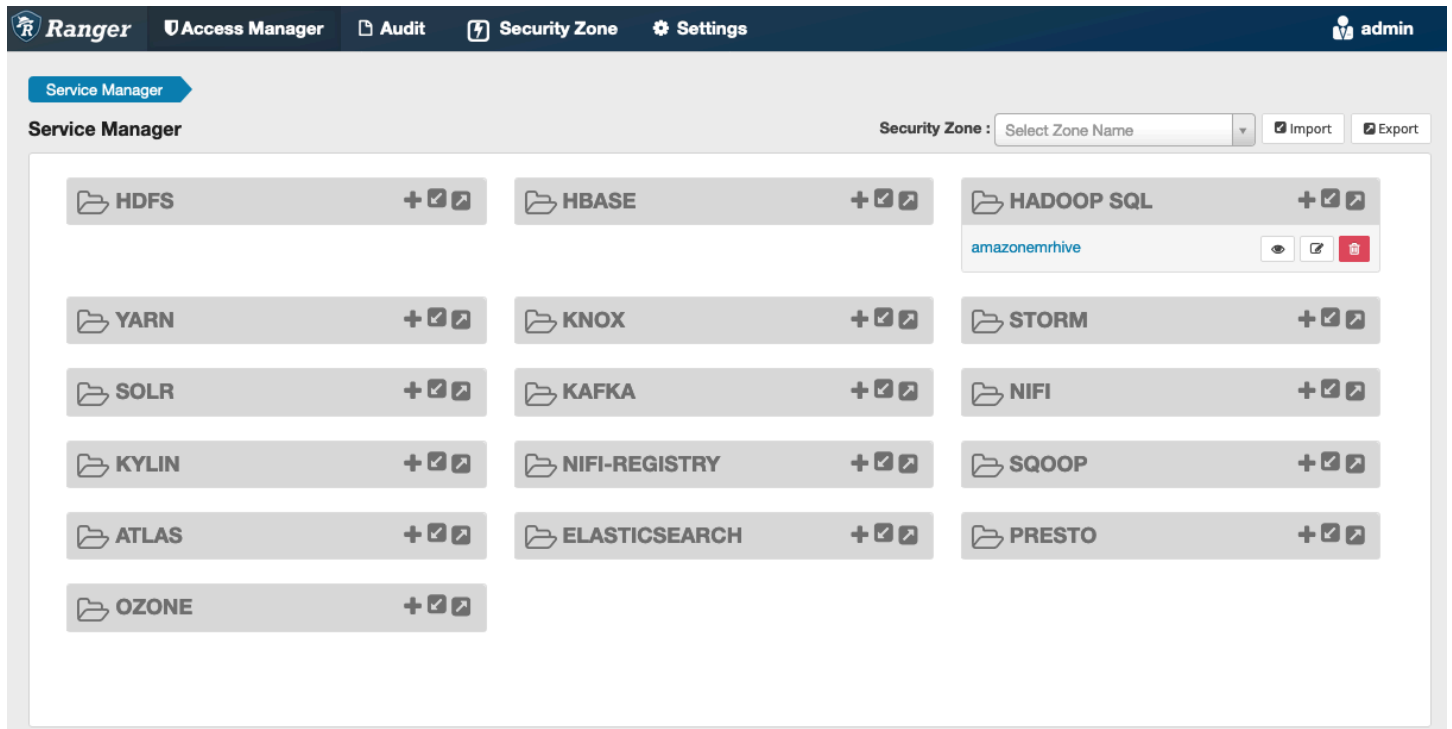 Ranger Access Manager Audit Security Zone Settings admin
Service Manager
Service Manager Security Zone : Select Zone Name Import Export
HDFS HBASE HADOOP SQL
amazonemrhive
YARN KNOX STORM
SOLR KAFKA NIFI
KYLIN NIFI-REGISTRY SQOOP
ATLAS ELASTICSEARCH PRESTO
OZONE